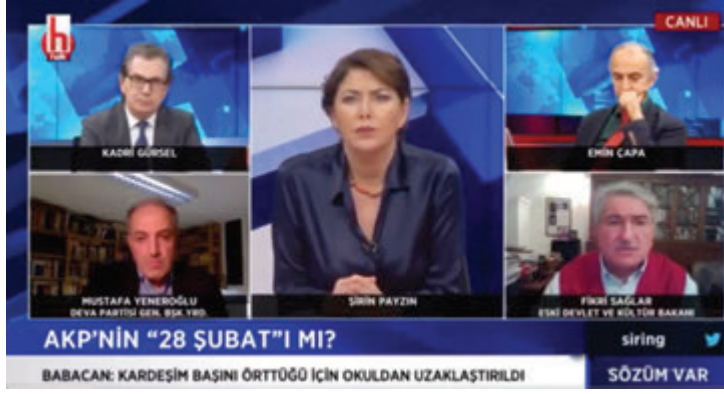 CANLI
h
KADRİ GÜRSEL
EMİN ÇAPA
MUSTAFA YENEROĞLU
DEVA PARTİSİ GEN. BŞK. YRD.
ŞİRİN PAYZIN
FİKRİ SAĞLAR
ESKİ DEVLET VE KÜLTÜR BAKANI
AKP'NİN "28 ŞUBAT"I MI?
siring
BABACAN: KARDEŞİM BAŞINI ÖRTTÜĞÜ İÇİN OKULDAN UZAKLAŞTIRILDI
SÖZÜM VAR